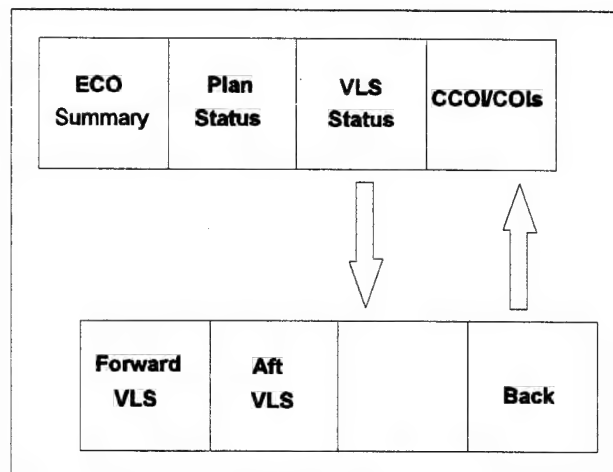 ECO
Summary
Plan
Status
VLS
Status
CCOI/COIs
Forward
VLS
Aft
VLS
Back